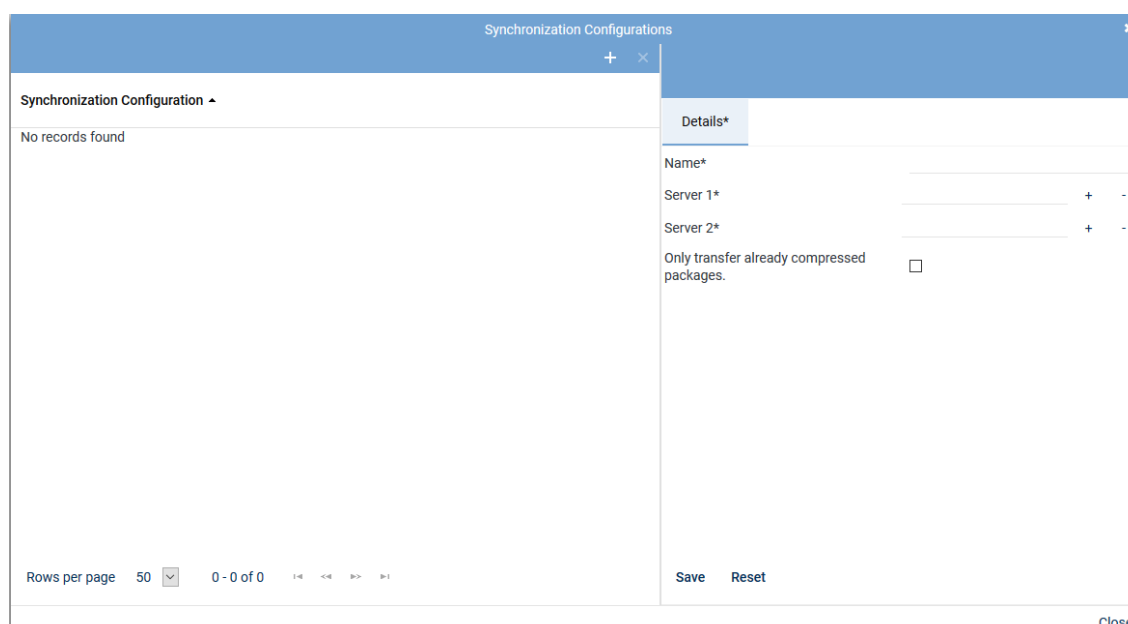 Synchronization Configurations
+ ×
Synchronization Configuration
No records found
Details*
Name*
Server 1* + -
Server 2* + -
Only transfer already compressed
packages.
Rows per page 50 0 - 0 of 0
Save Reset
Close